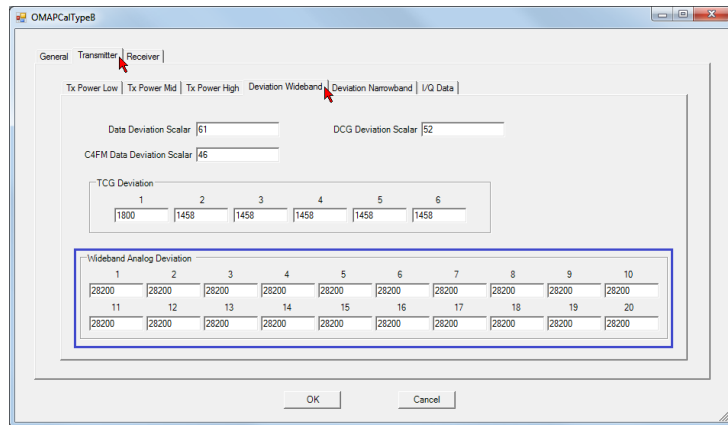 OMAPCalTypeB
General Transmitter Receiver
Tx Power Low Tx Power Mid Tx Power High Deviation Wideband Deviation Narrowband I/Q Data
Data Deviation Scalar 61 DCG Deviation Scalar 52
C4FM Data Deviation Scalar 46
TCG Deviation
1 2 3 4 5 6
1800 1458 1458 1458 1458 1458
Wideband Analog Deviation
1 2 3 4 5 6 7 8 9 10
28200 28200 28200 28200 28200 28200 28200 28200 28200 28200
11 12 13 14 15 16 17 18 19 20
28200 28200 28200 28200 28200 28200 28200 28200 28200 28200
OK Cancel